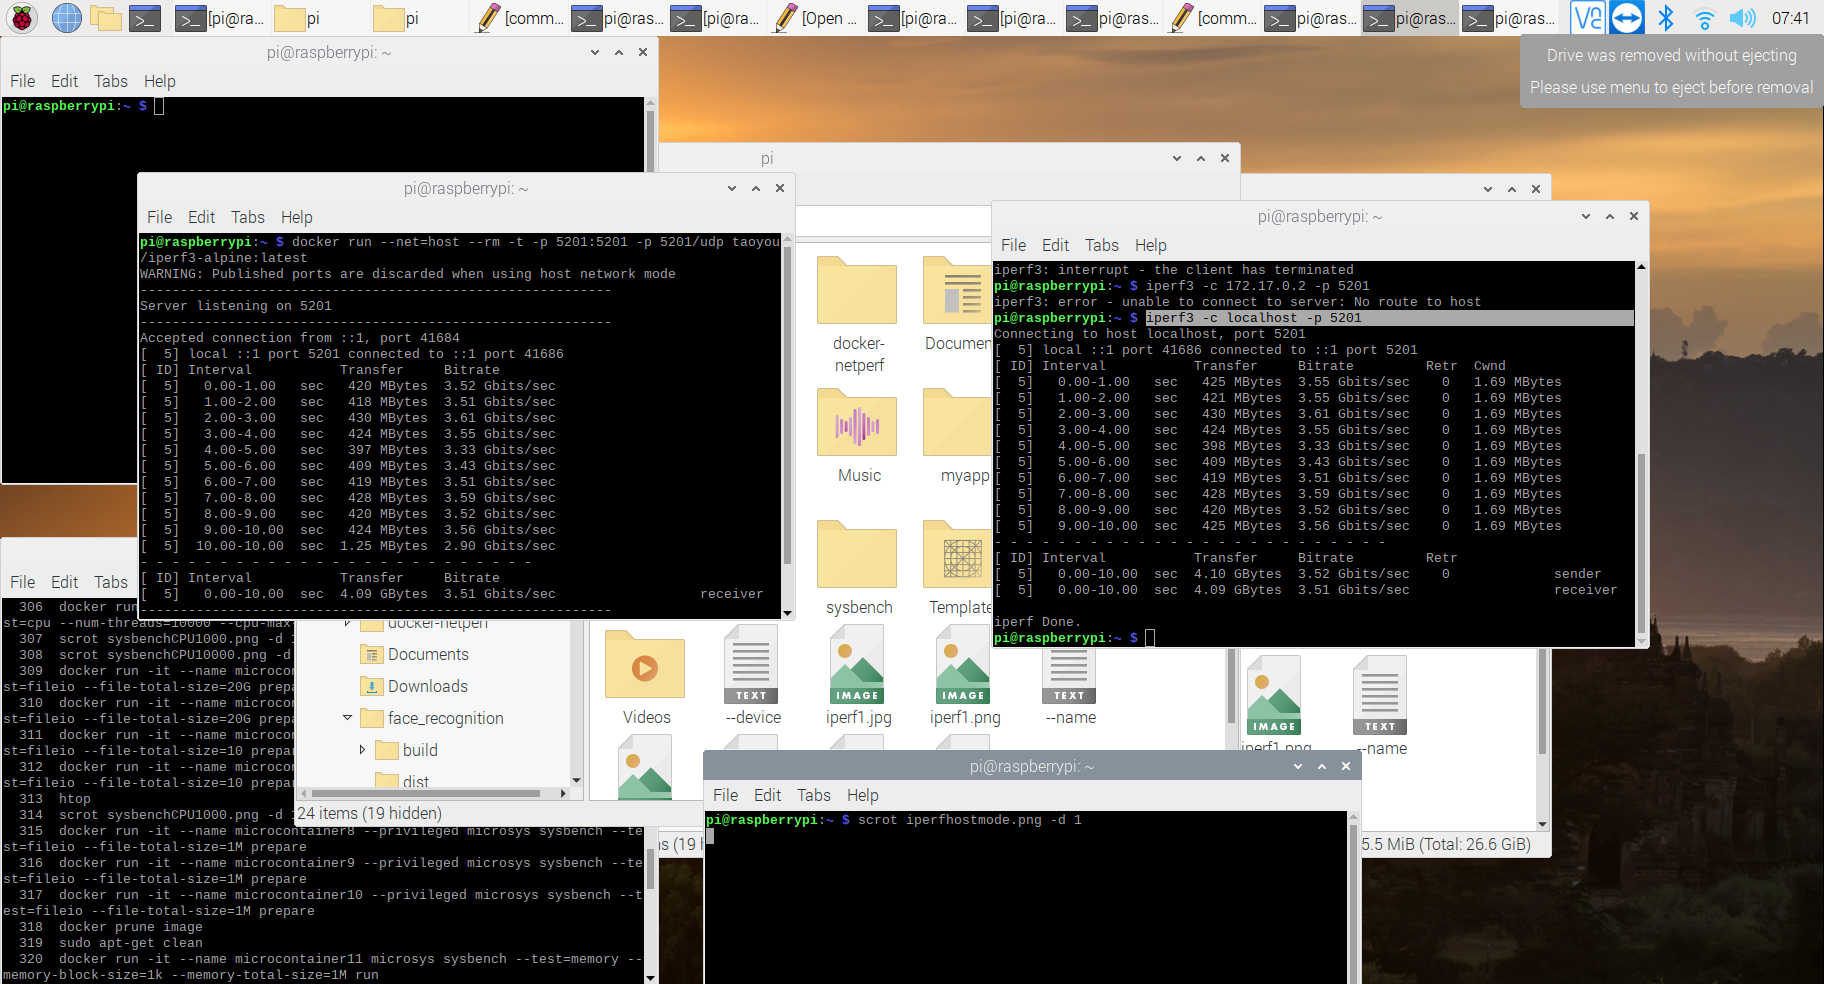 [pi@ra...
pi
pi
[comm...
pi@ras...
[pi@ra...
[Open ...
[pi@ra...
[pi@ra...
pi@ras...
[comm...
pi@ras...
pi@ras...
pi@ras...
07:41
Drive was removed without ejecting
Please use menu to eject before removal
pi@raspberrypi: ~
File Edit Tabs Help
pi@raspberrypi:~ $
pi
pi@raspberrypi: ~
File Edit Tabs Help
pi@raspberrypi:~ $ docker run --net=host --rm -t -p 5201:5201 -p 5201/udp taoyou
/iperf3-alpine:latest
WARNING: Published ports are discarded when using host network mode
-----------------------------------------------------------
Server listening on 5201
-----------------------------------------------------------
Accepted connection from ::1, port 41684
[  5] local ::1 port 5201 connected to ::1 port 41686
[ ID] Interval           Transfer     Bitrate
[  5]   0.00-1.00   sec   420 MBytes  3.52 Gbits/sec
[  5]   1.00-2.00   sec   418 MBytes  3.51 Gbits/sec
[  5]   2.00-3.00   sec   430 MBytes  3.61 Gbits/sec
[  5]   3.00-4.00   sec   424 MBytes  3.55 Gbits/sec
[  5]   4.00-5.00   sec   397 MBytes  3.33 Gbits/sec
[  5]   5.00-6.00   sec   409 MBytes  3.43 Gbits/sec
[  5]   6.00-7.00   sec   419 MBytes  3.51 Gbits/sec
[  5]   7.00-8.00   sec   428 MBytes  3.59 Gbits/sec
[  5]   8.00-9.00   sec   420 MBytes  3.52 Gbits/sec
[  5]   9.00-10.00  sec   424 MBytes  3.56 Gbits/sec
[  5]  10.00-10.00  sec  1.25 MBytes  2.90 Gbits/sec
- - - - - - - - - - - - - - - - - - - - - - - - -
[ ID] Interval           Transfer     Bitrate
[  5]   0.00-10.00  sec  4.09 GBytes  3.51 Gbits/sec                  receiver
-----------------------------------------------------------
docker-
netperf
Documen
Music
myapp
sysbench
Template
pi@raspberrypi: ~
File Edit Tabs Help
iperf3: interrupt - the client has terminated
pi@raspberrypi:~ $ iperf3 -c 172.17.0.2 -p 5201
iperf3: error - unable to connect to server: No route to host
pi@raspberrypi:~ $ iperf3 -c localhost -p 5201
Connecting to host localhost, port 5201
[  5] local ::1 port 41686 connected to ::1 port 5201
[ ID] Interval           Transfer     Bitrate         Retr  Cwnd
[  5]   0.00-1.00   sec   425 MBytes  3.55 Gbits/sec    0   1.69 MBytes
[  5]   1.00-2.00   sec   421 MBytes  3.55 Gbits/sec    0   1.69 MBytes
[  5]   2.00-3.00   sec   430 MBytes  3.61 Gbits/sec    0   1.69 MBytes
[  5]   3.00-4.00   sec   424 MBytes  3.55 Gbits/sec    0   1.69 MBytes
[  5]   4.00-5.00   sec   398 MBytes  3.33 Gbits/sec    0   1.69 MBytes
[  5]   5.00-6.00   sec   409 MBytes  3.43 Gbits/sec    0   1.69 MBytes
[  5]   6.00-7.00   sec   419 MBytes  3.51 Gbits/sec    0   1.69 MBytes
[  5]   7.00-8.00   sec   428 MBytes  3.59 Gbits/sec    0   1.69 MBytes
[  5]   8.00-9.00   sec   420 MBytes  3.52 Gbits/sec    0   1.69 MBytes
[  5]   9.00-10.00  sec   425 MBytes  3.56 Gbits/sec    0   1.69 MBytes
- - - - - - - - - - - - - - - - - - - - - - - - -
[ ID] Interval           Transfer     Bitrate         Retr
[  5]   0.00-10.00  sec  4.10 GBytes  3.52 Gbits/sec    0             sender
[  5]   0.00-10.00  sec  4.09 GBytes  3.51 Gbits/sec                  receiver
iperf Done.
pi@raspberrypi:~ $
File Edit Tabs
306  docker run
st=cpu --num-threads=10000 --cpu-max-
307  scrot sysbenchCPU1000.png -d 1
308  scrot sysbenchCPU10000.png -d
309  docker run -it --name microcon
st=fileio --file-total-size=20G prepa
310  docker run -it --name microcon
st=fileio --file-total-size=20G prepa
311  docker run -it --name microcon
st=fileio --file-total-size=10 prepar
312  docker run -it --name microcon
st=fileio --file-total-size=10 prepar
313  htop
314  scrot sysbenchCPU1000.png -d 1
315  docker run -it --name microcontainer8 --privileged microsys sysbench --te
st=fileio --file-total-size=1M prepare
316  docker run -it --name microcontainer9 --privileged microsys sysbench --te
st=fileio --file-total-size=1M prepare
317  docker run -it --name microcontainer10 --privileged microsys sysbench --t
est=fileio --file-total-size=1M prepare
318  docker prune image
319  sudo apt-get clean
320  docker run -it --name microcontainer11 microsys sysbench --test=memory --
memory-block-size=1k --memory-total-size=1M run
docker-netperf
Documents
Downloads
face_recognition
build
dist
24 items (19 hidden)
Videos
TEXT
--device
IMAGE
iperf1.jpg
IMAGE
iperf1.png
TEXT
--name
IMAGE
iperf1.png
TEXT
--name
ns (19 h
5.5 MiB (Total: 26.6 GiB)
pi@raspberrypi: ~
File Edit Tabs Help
pi@raspberrypi:~ $ scrot iperfhostmode.png -d 1